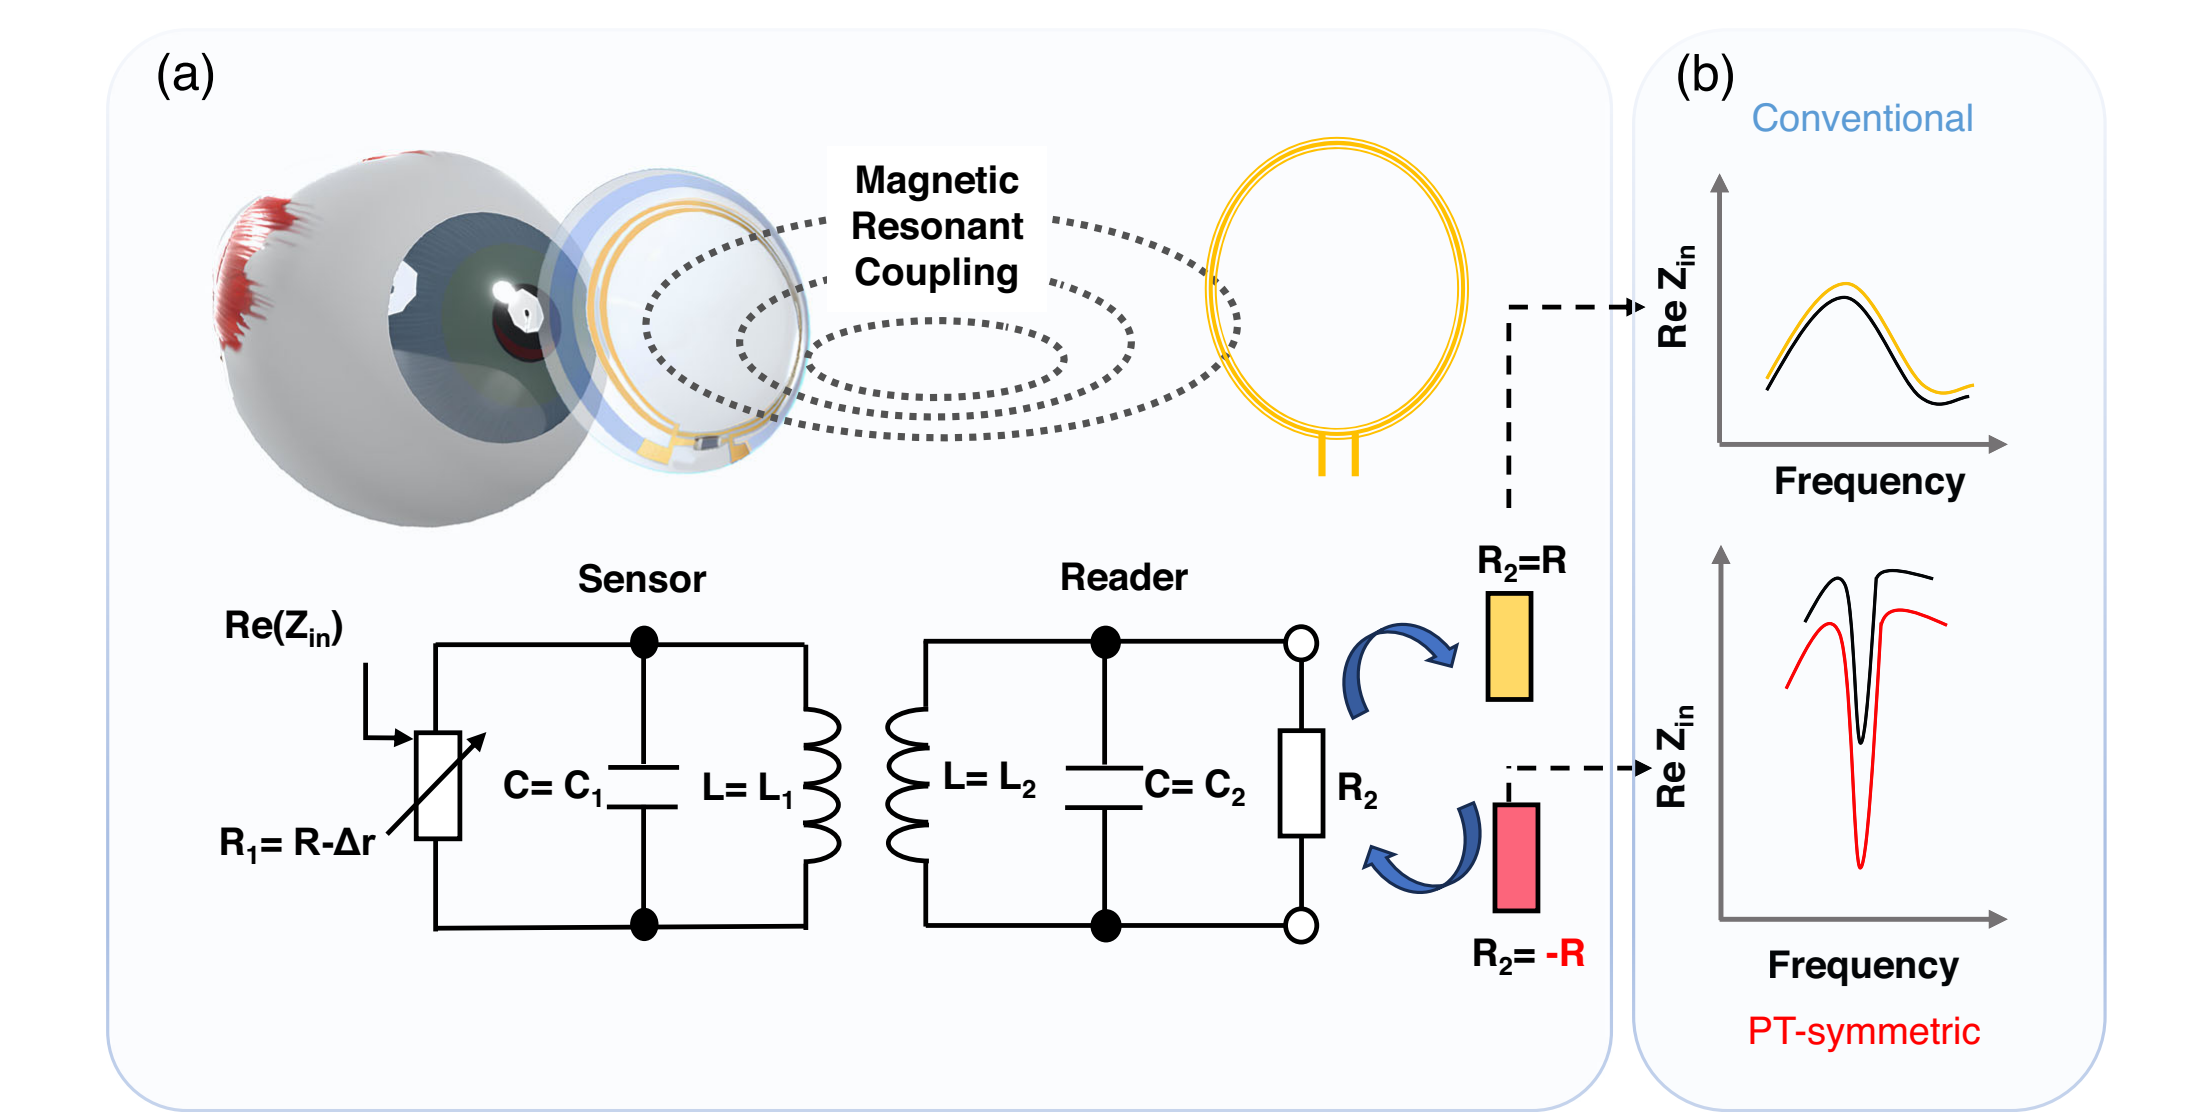 (a)
Magnetic
Resonant
Coupling
Sensor
Reader
Re(Zin)
R1= R-Δr
C= C1
L= L1
L= L2
C= C2
R2
R2=R
R2= -R
(b)
Conventional
Re Zin
Frequency
Re Zin
Frequency
PT-symmetric